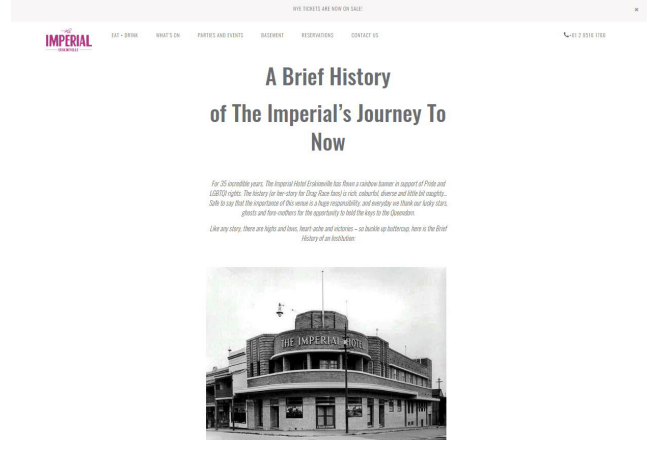 NYE TICKETS ARE NOW ON SALE!
IMPERIAL
ERSKINEVILLE
EAT + DRINK
WHAT'S ON
PARTIES AND EVENTS
BASEMENT
RESERVATIONS
CONTACT US
A Brief History
of The Imperial's Journey To
Now
For 35 incredible years, The Imperial Hotel Erskineville has flown a rainbow banner in support of Pride and
LGBTQI rights. The history (or her-story for Drag Race fans) is rich, colourful, diverse and little bit naughty...
Safe to say that the importance of this venue is a huge responsibility, and everyday we thank our lucky stars,
ghosts and fore-mothers for the opportunity to hold the keys to the Queendom.
Like any story, there are highs and lows, heart-ache and victories – so buckle up buttercup, here is the Brief
History of an Institution:
THE IMPERIAL HOTEL